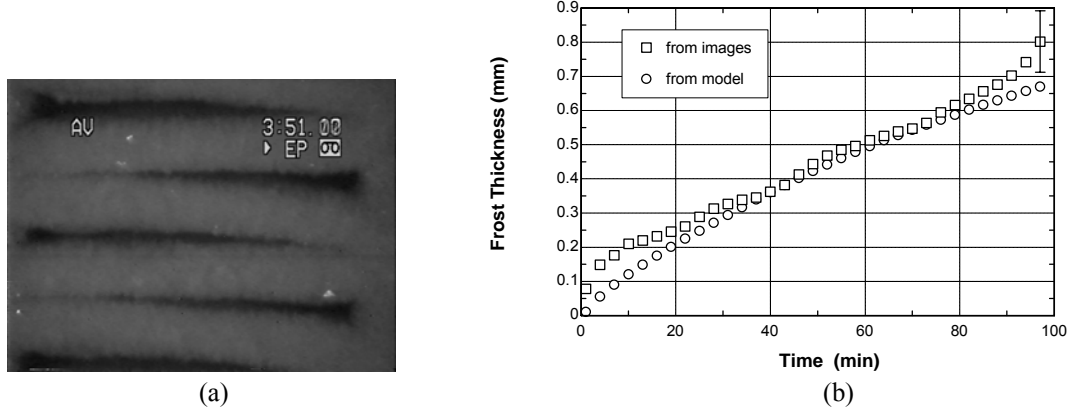 AV
3:51.00
EP
(a)
Frost Thickness (mm)
0.9
0.8
0.7
0.6
0.5
0.4
0.3
0.2
0.1
0
from images
from model
0 20 40 60 80 100
Time (min)
(b)